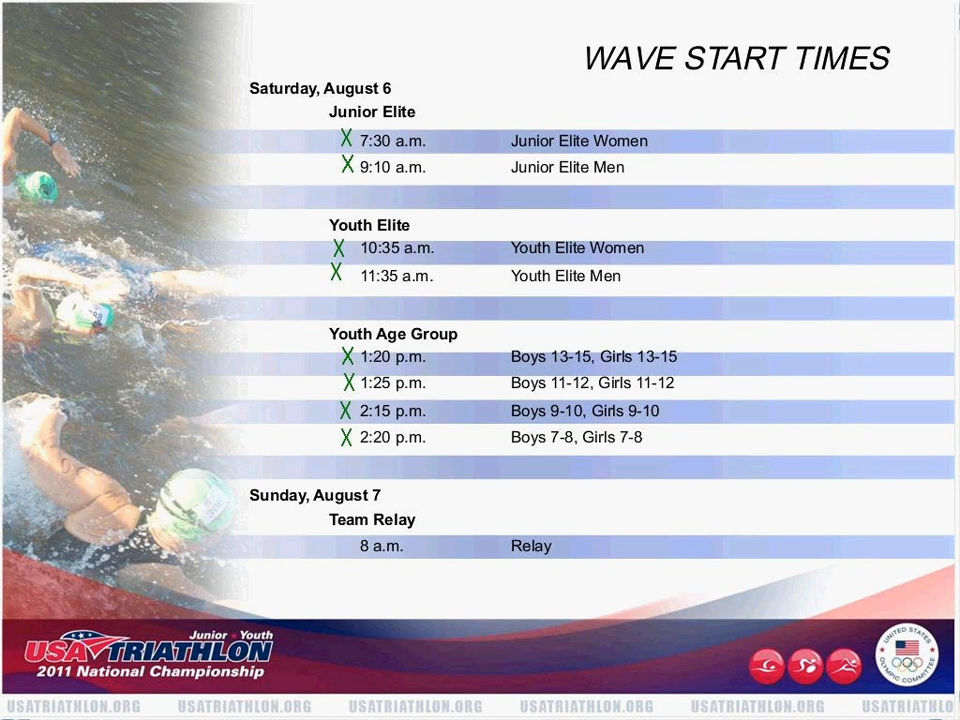 WAVE START TIMES
Saturday, August 6
Junior Elite
X 7:30 a.m. Junior Elite Women
X 9:10 a.m. Junior Elite Men
Youth Elite
X 10:35 a.m. Youth Elite Women
X 11:35 a.m. Youth Elite Men
Youth Age Group
X 1:20 p.m. Boys 13-15, Girls 13-15
X 1:25 p.m. Boys 11-12, Girls 11-12
X 2:15 p.m. Boys 9-10, Girls 9-10
X 2:20 p.m. Boys 7-8, Girls 7-8
Sunday, August 7
Team Relay
8 a.m. Relay
Junior Youth
USA TRIATHLON
2011 National Championship
UNITED STATES
OLYMPIC COMMITTEE
USATRIATHLON.ORG USATRIATHLON.ORG USATRIATHLON.ORG USATRIATHLON.ORG USATRIATHLON.ORG USATRIATHLO